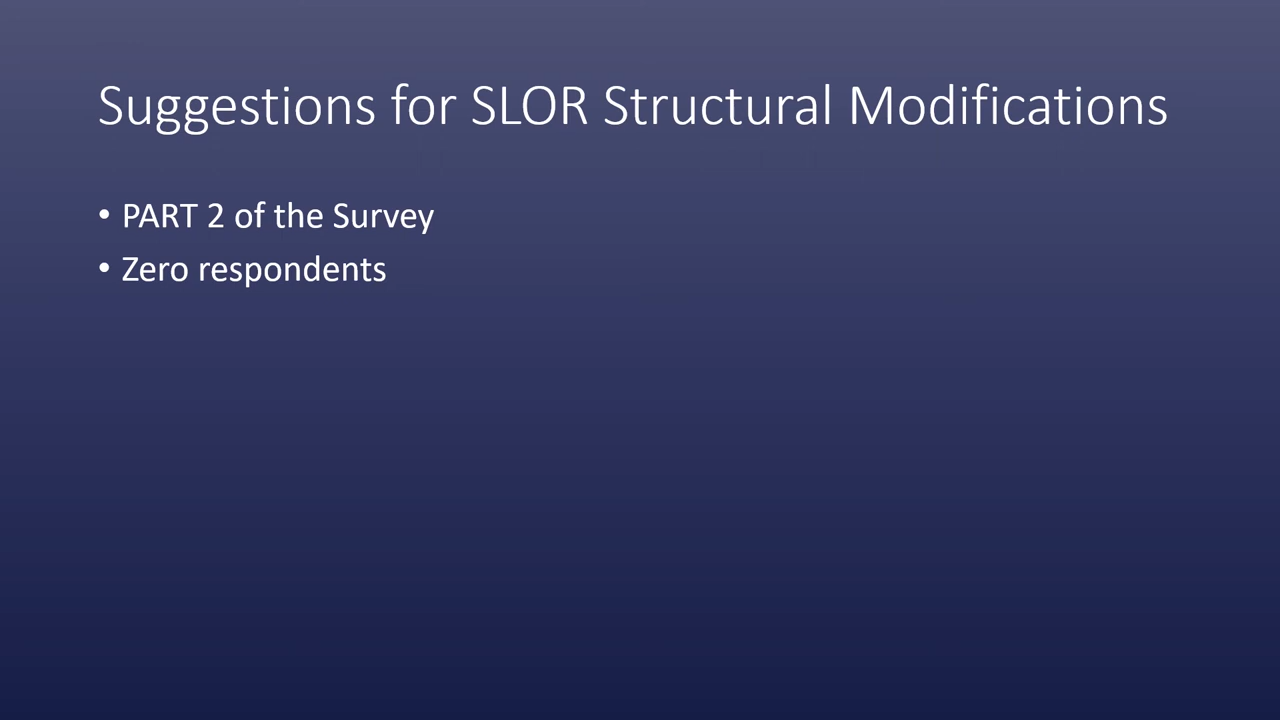 Suggestions for SLOR Structural Modifications
• PART 2 of the Survey
• Zero respondents